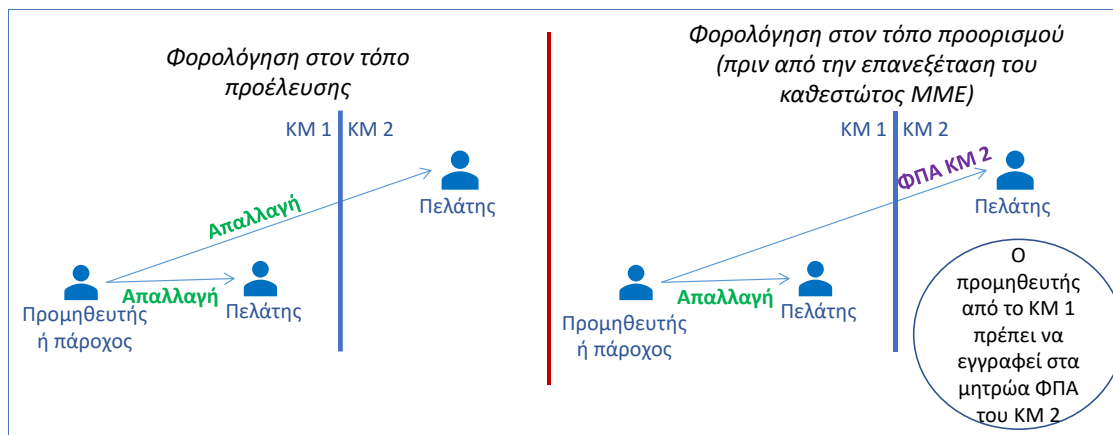 Φορολόγηση στον τόπο
προέλευσης
ΚΜ 1
ΚΜ 2
Πελάτης
Απαλλαγή
Απαλλαγή
Πελάτης
Προμηθευτής
ή πάροχος
Φορολόγηση στον τόπο προορισμού
(πριν από την επανεξέταση του
καθεστώτος ΜΜΕ)
ΚΜ 1
ΚΜ 2
ΦΠΑ ΚΜ 2
Πελάτης
Απαλλαγή
Πελάτης
Προμηθευτής
ή πάροχος
Ο
προμηθευτής
από το ΚΜ 1
πρέπει να
εγγραφεί στα
μητρώα ΦΠΑ
του ΚΜ 2